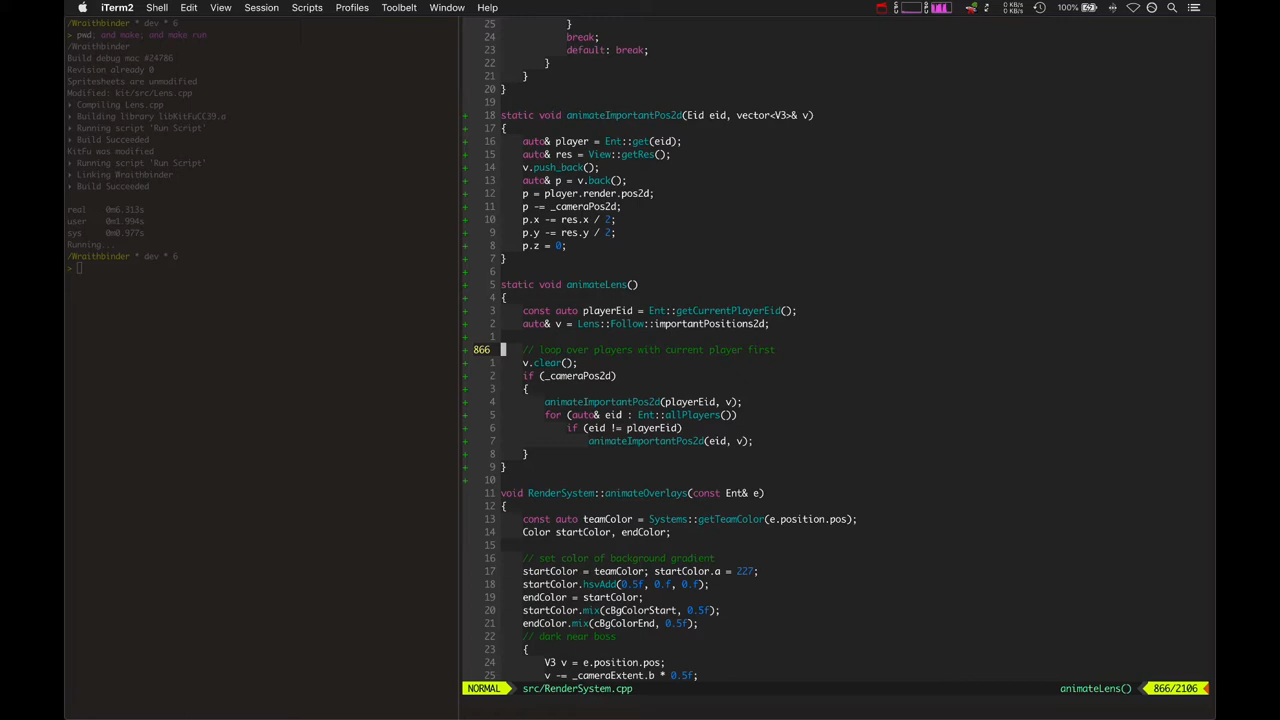 iTerm2 Shell Edit View Session Scripts Profiles Toolbelt Window Help 100%
/Wraithbinder * dev * 6
> pwd; and make; and make run
/Wraithbinder
Build debug mac #24786
Revision already 0
Spritesheets are unmodified
Modified: kit/src/Lens.cpp
▸ Compiling Lens.cpp
▸ Building library libKitFuCC39.a
▸ Running script 'Run Script'
▸ Build Succeeded
KitFu was modified
▸ Running script 'Run Script'
▸ Linking Wraithbinder
▸ Build Succeeded
real 0m6.313s
user 0m1.994s
sys 0m0.977s
Running...
/Wraithbinder * dev * 6
>
25 }
24 break;
23 default: break;
22 }
21 }
20 }
19
+ 18 static void animateImportantPos2d(Eid eid, vector<V3>& v)
+ 17 {
+ 16 auto& player = Ent::get(eid);
+ 15 auto& res = View::getRes();
+ 14 v.push_back();
+ 13 auto& p = v.back();
+ 12 p = player.render.pos2d;
+ 11 p -= _cameraPos2d;
+ 10 p.x -= res.x / 2;
+ 9 p.y -= res.y / 2;
+ 8 p.z = 0;
+ 7 }
+ 6
+ 5 static void animateLens()
+ 4 {
+ 3 const auto playerEid = Ent::getCurrentPlayerEid();
+ 2 auto& v = Lens::Follow::importantPositions2d;
+ 1
+ 866 // loop over players with current player first
+ 1 v.clear();
+ 2 if (_cameraPos2d)
+ 3 {
+ 4 animateImportantPos2d(playerEid, v);
+ 5 for (auto& eid : Ent::allPlayers())
+ 6 if (eid != playerEid)
+ 7 animateImportantPos2d(eid, v);
+ 8 }
+ 9 }
+ 10
11 void RenderSystem::animateOverlays(const Ent& e)
12 {
13 const auto teamColor = Systems::getTeamColor(e.position.pos);
14 Color startColor, endColor;
15
16 // set color of background gradient
17 startColor = teamColor; startColor.a = 227;
18 startColor.hsvAdd(0.5f, 0.f, 0.f);
19 endColor = startColor;
20 startColor.mix(cBgColorStart, 0.5f);
21 endColor.mix(cBgColorEnd, 0.5f);
22 // dark near boss
23 {
24 V3 v = e.position.pos;
25 v -= _cameraExtent.b * 0.5f;
NORMAL src/RenderSystem.cpp animateLens() 866/2106